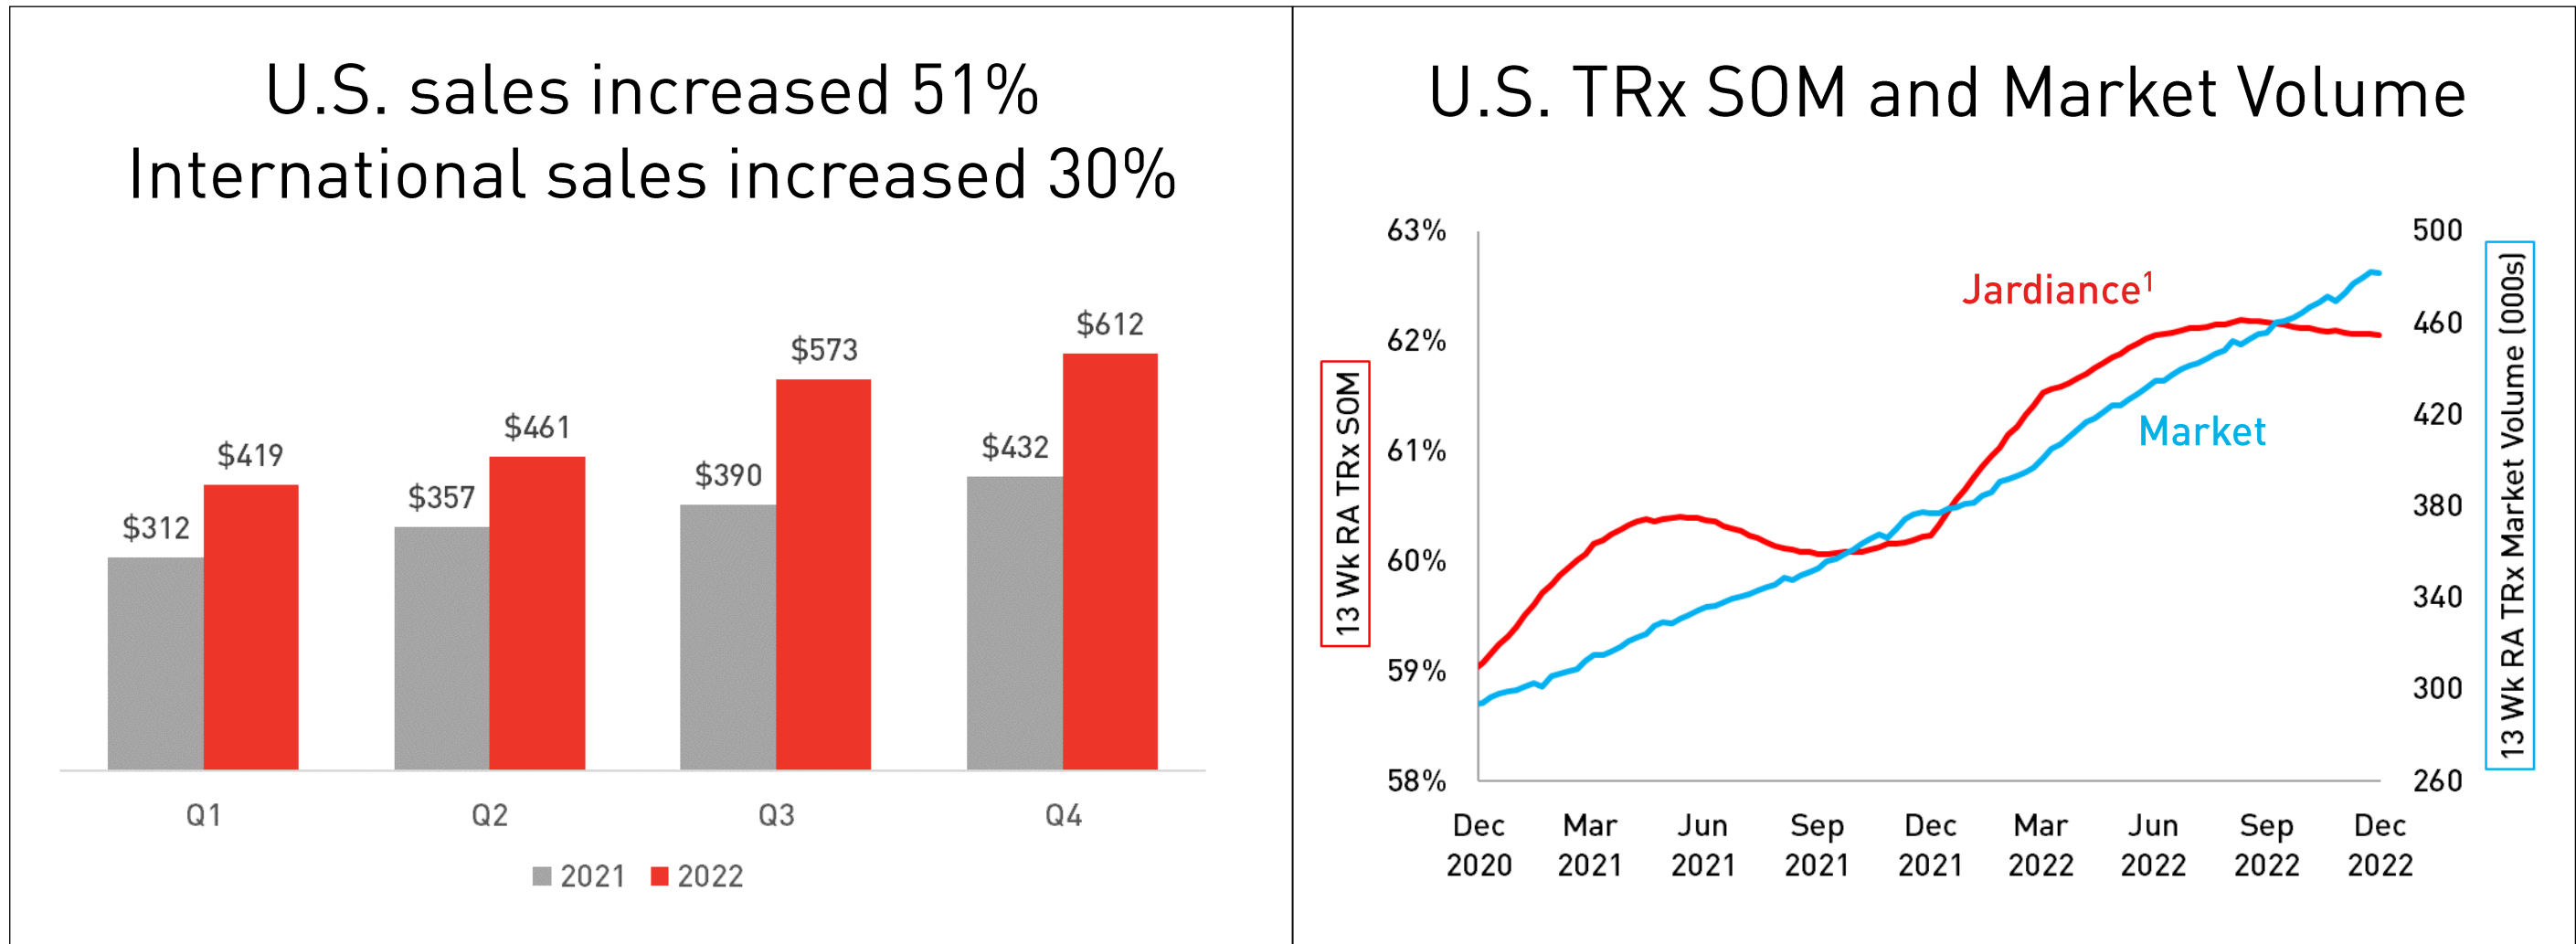 U.S. sales increased 51%
International sales increased 30%
$312
$419
$357
$461
$390
$573
$432
$612
Q1
Q2
Q3
Q4
2021
2022
U.S. TRx SOM and Market Volume
13 Wk RA TRx SOM
63%
62%
61%
60%
59%
58%
Jardiance¹
Market
500
460
420
380
340
300
260
13 Wk RA TRx Market Volume (000s)
Dec
2020
Mar
2021
Jun
2021
Sep
2021
Dec
2021
Mar
2022
Jun
2022
Sep
2022
Dec
2022